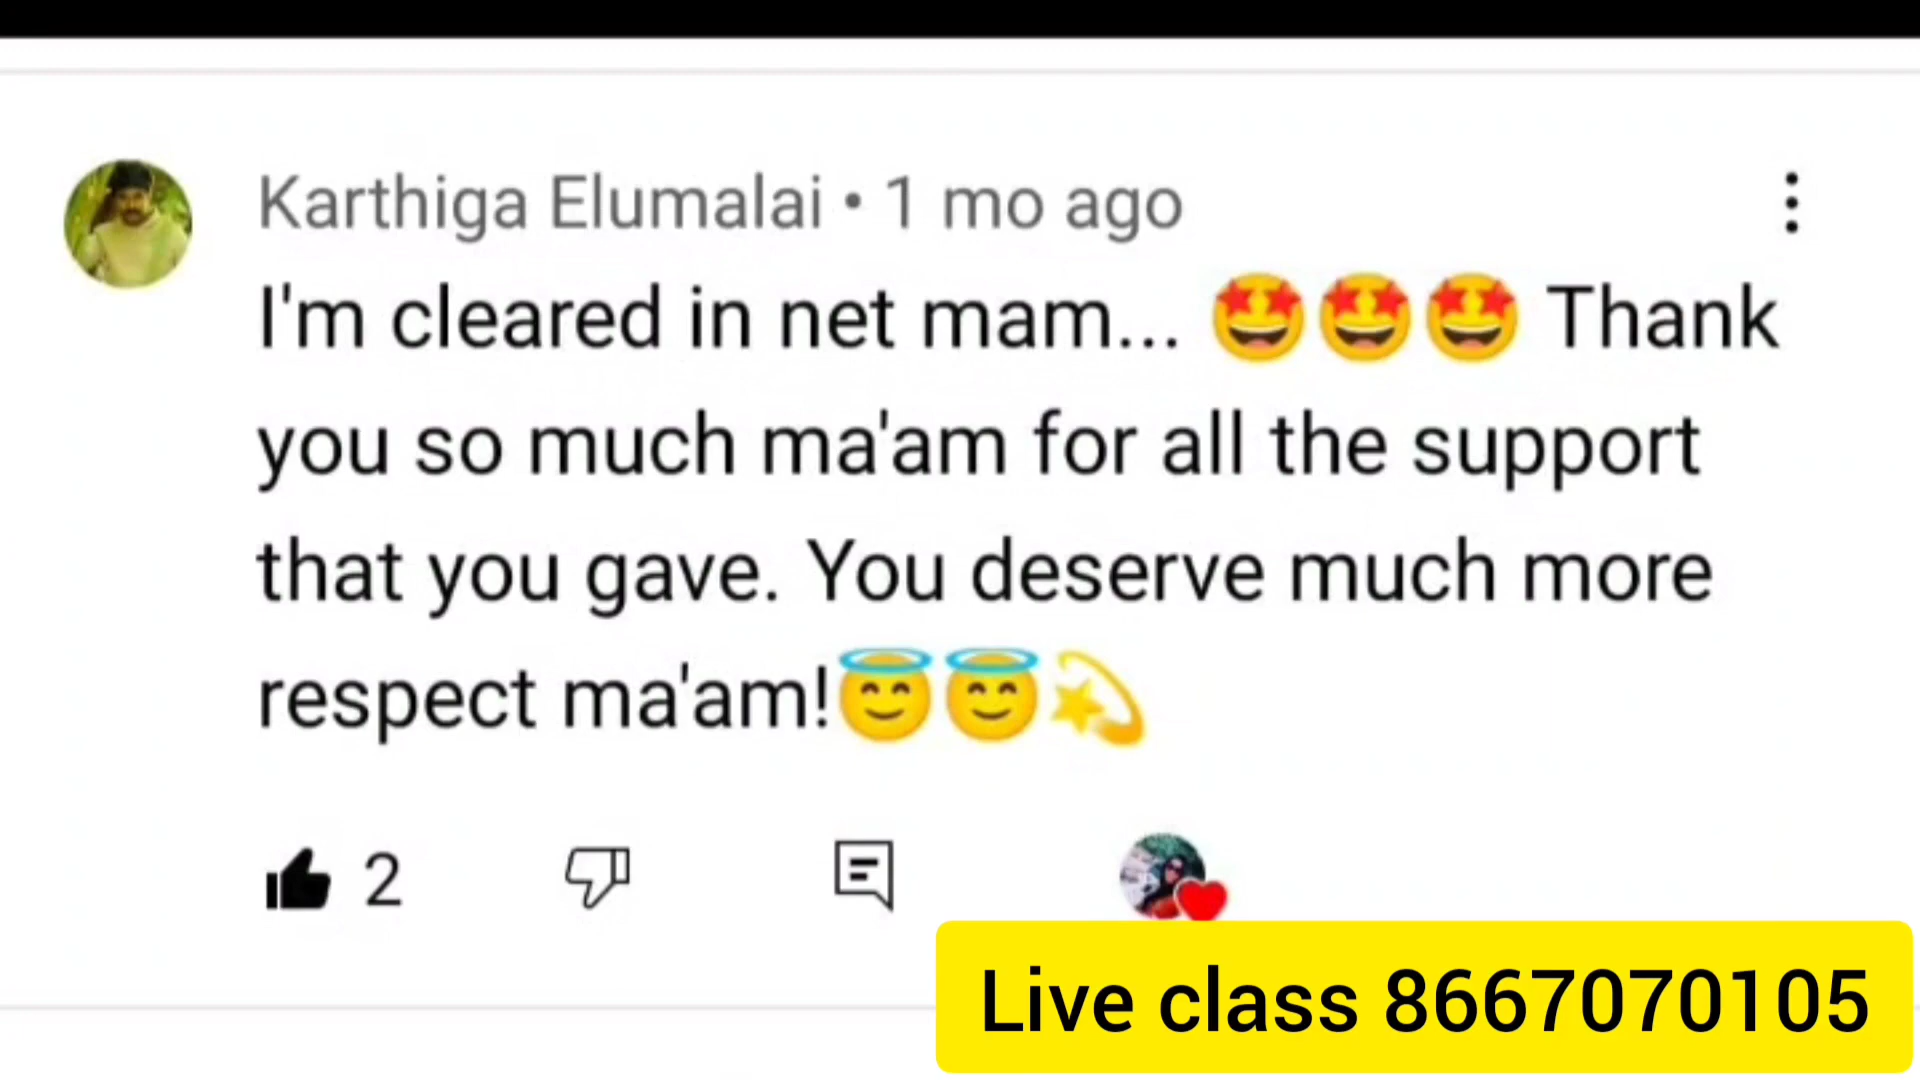 Karthiga Elumalai • 1 mo ago
I'm cleared in net mam... 🤩🤩🤩 Thank
you so much ma'am for all the support
that you gave. You deserve much more
respect ma'am!😇😇💫
2
Live class 8667070105